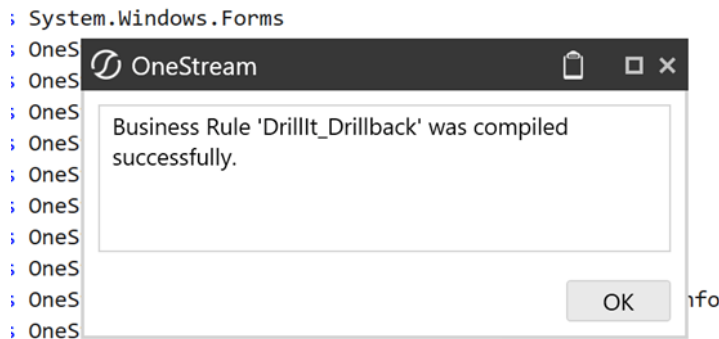 s System.Windows.Forms
s OneS
OneStream
s OneS
s OneS
Business Rule 'DrillIt_Drillback' was compiled
s OneS
successfully.
s OneS
s OneS
s OneS
s OneS
s OneS
OK
nfo
s OneS